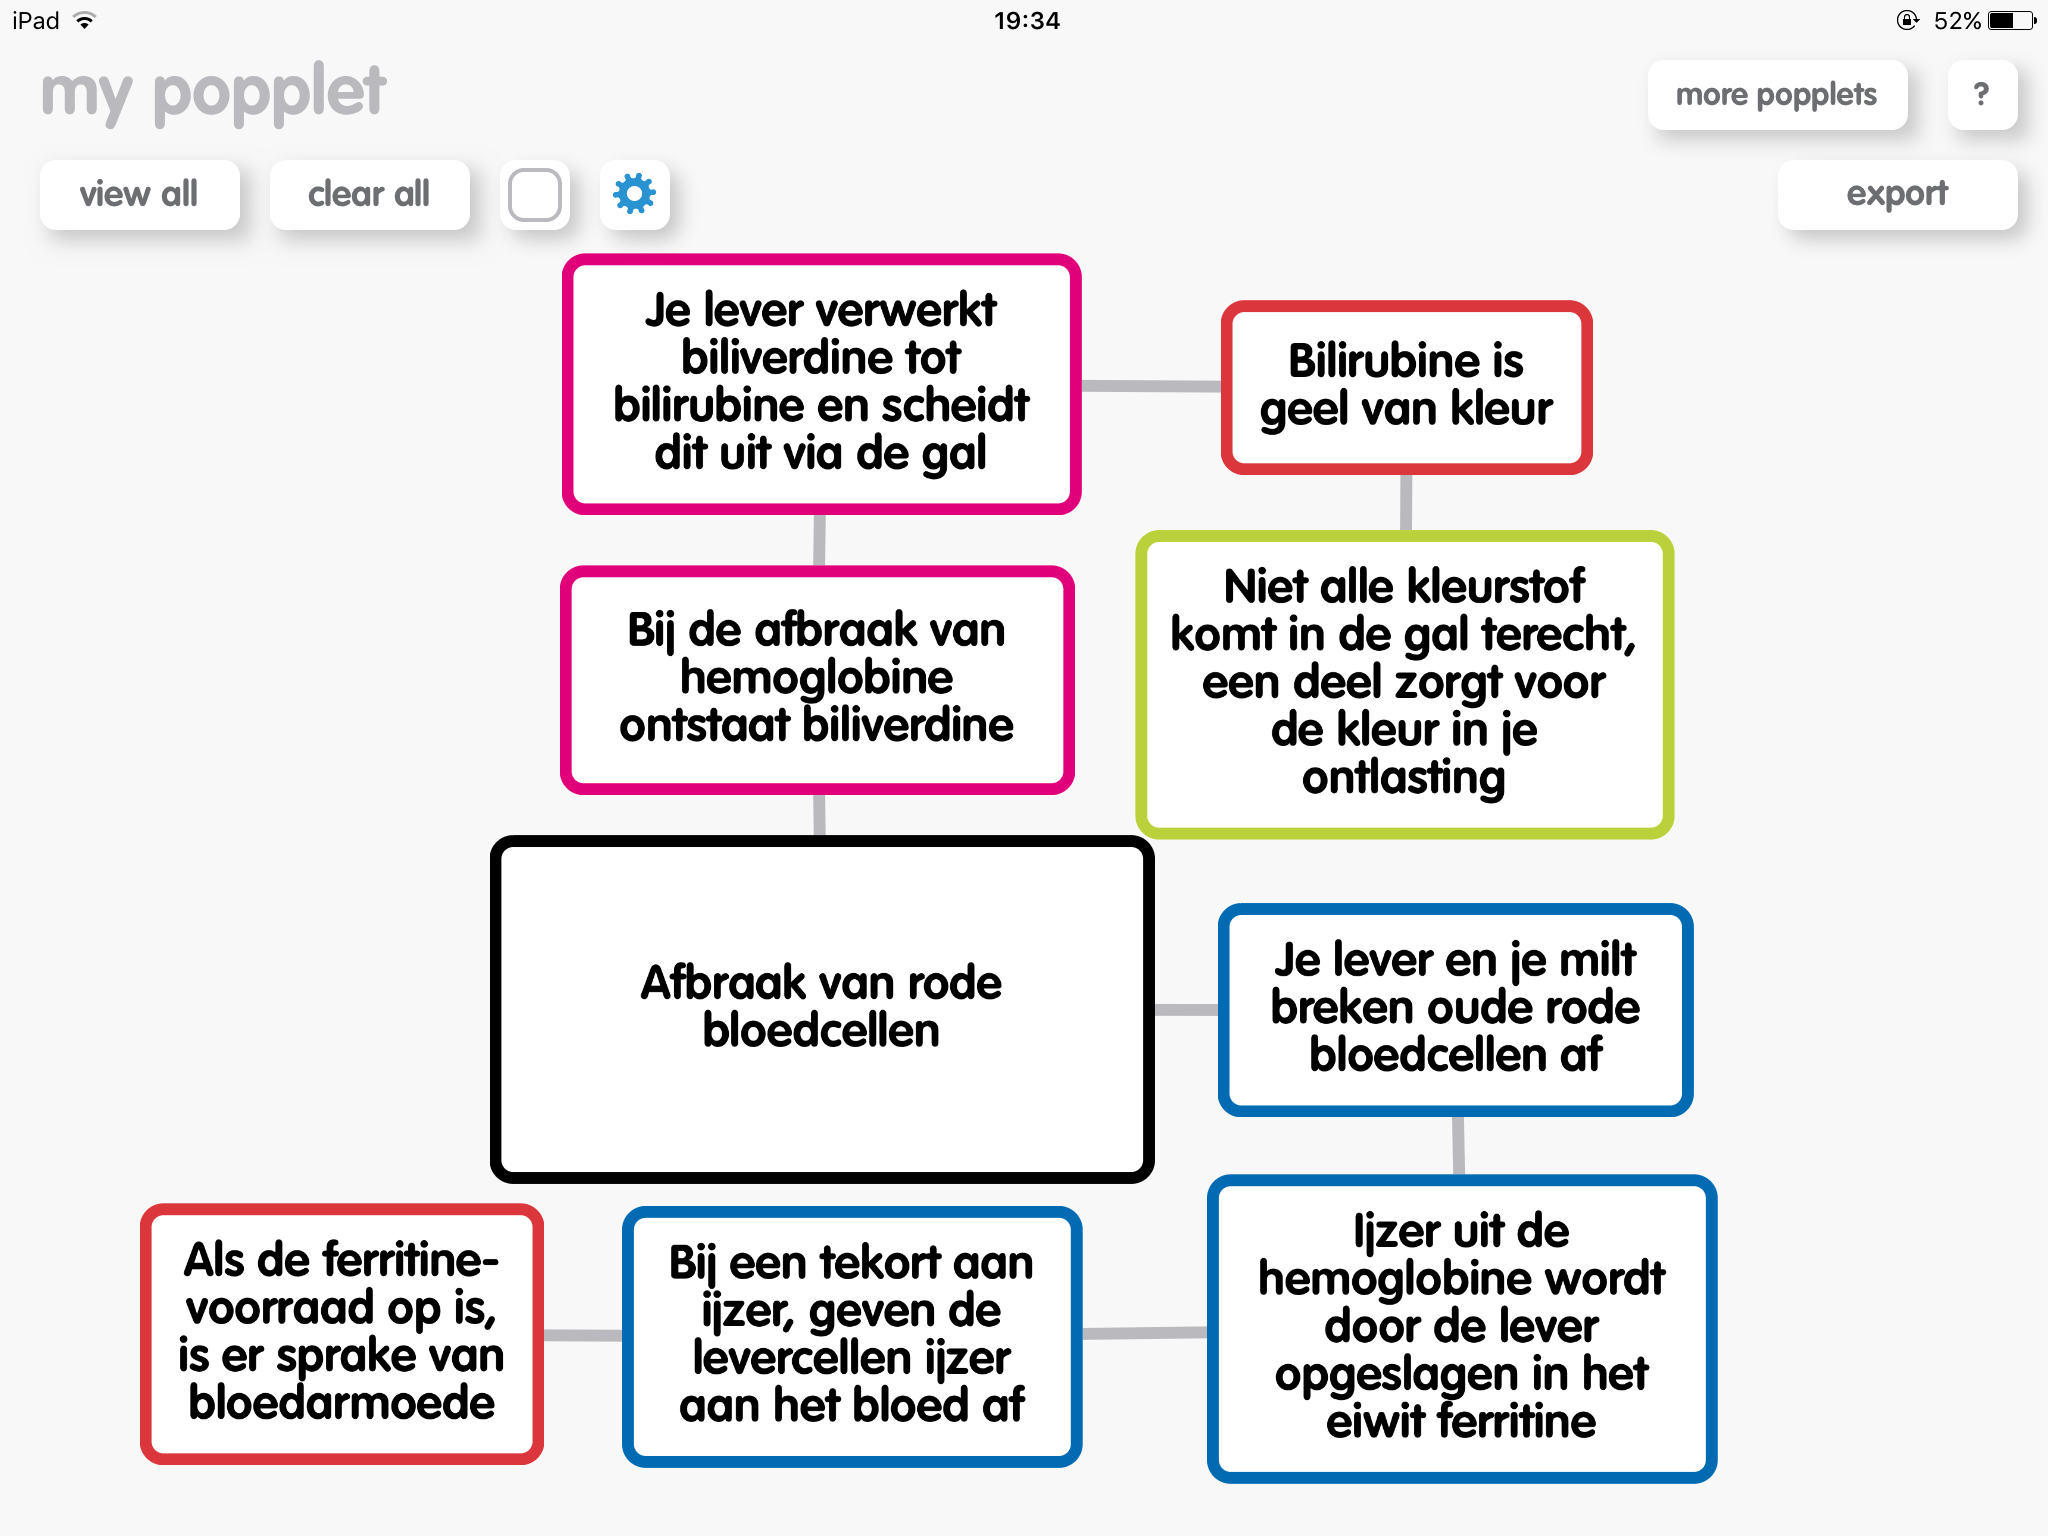 iPad
19:34
52%
my popplet
more popplets
?
view all
clear all
export
Je lever verwerkt
biliverdine tot
bilirubine en scheidt
dit uit via de gal
Bilirubine is
geel van kleur
Niet alle kleurstof
komt in de gal terecht,
een deel zorgt voor
de kleur in je
ontlasting
Bij de afbraak van
hemoglobine
ontstaat biliverdine
Afbraak van rode
bloedcellen
Je lever en je milt
breken oude rode
bloedcellen af
Ijzer uit de
hemoglobine wordt
door de lever
opgeslagen in het
eiwit ferritine
Bij een tekort aan
ijzer, geven de
levercellen ijzer
aan het bloed af
Als de ferritine-
voorraad op is,
is er sprake van
bloedarmoede